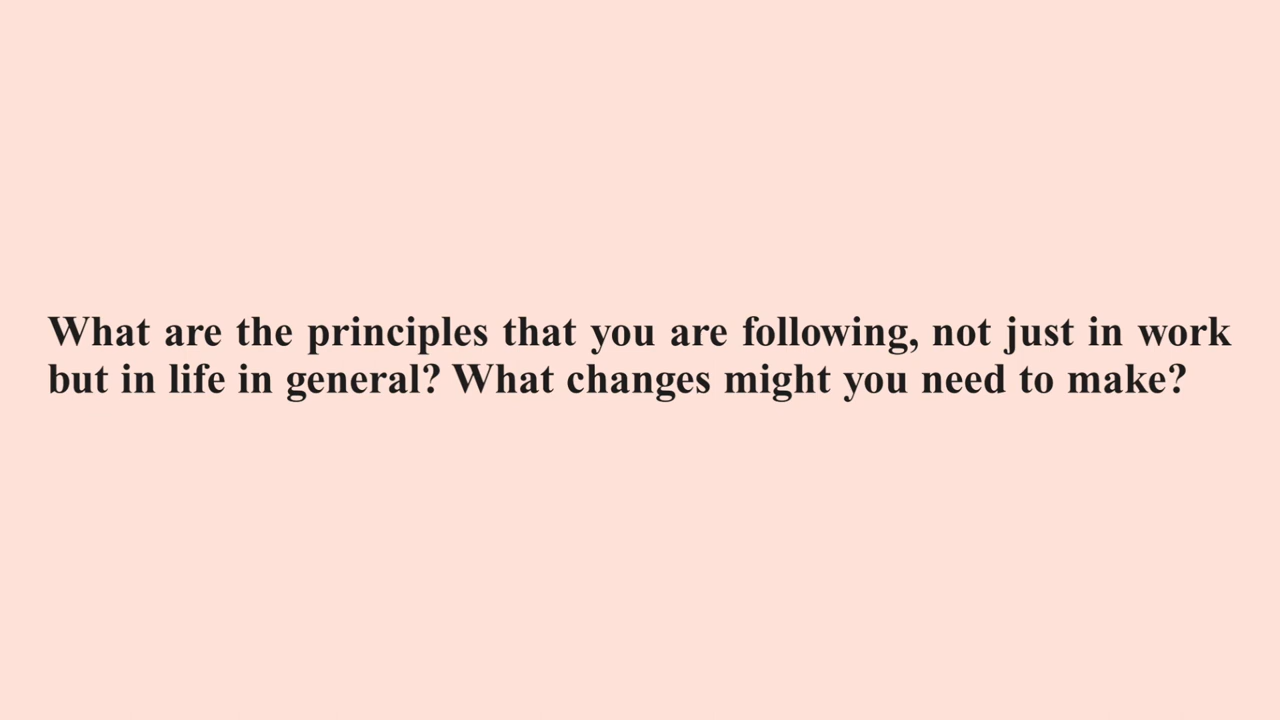 What are the principles that you are following, not just in work
but in life in general? What changes might you need to make?